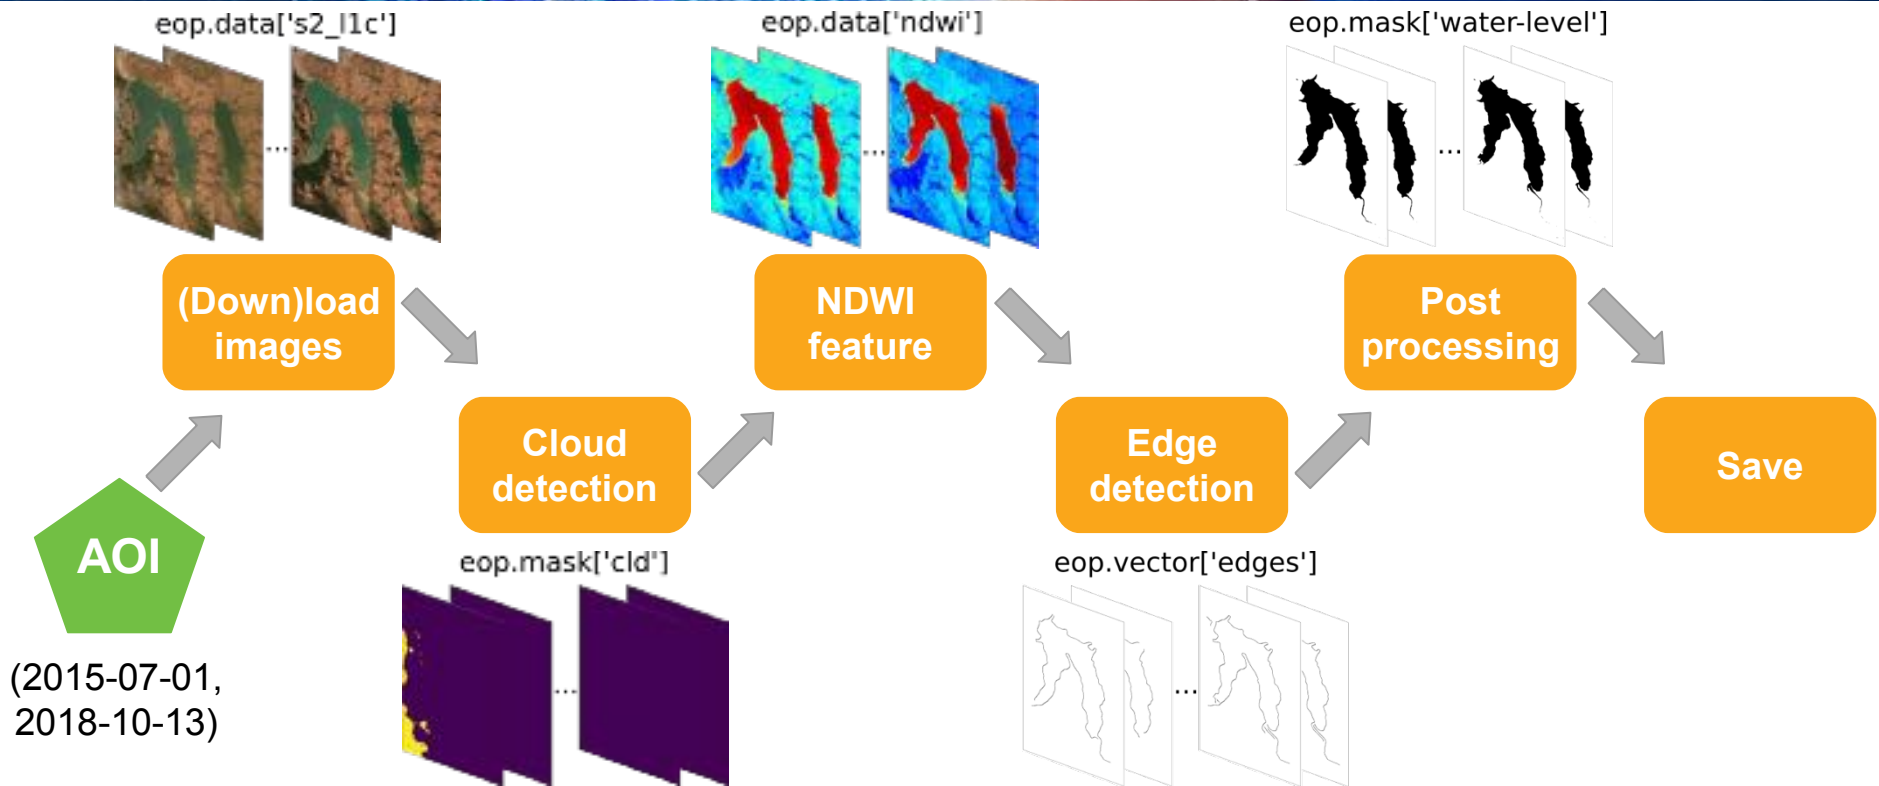 eop.data['s2_l1c']
eop.data['ndwi']
eop.mask['water-level']
...
...
...
(Down)load
images
NDWI
feature
Post
processing
Cloud
detection
Edge
detection
Save
AOI
eop.mask['cld']
eop.vector['edges']
...
...
(2015-07-01,
2018-10-13)